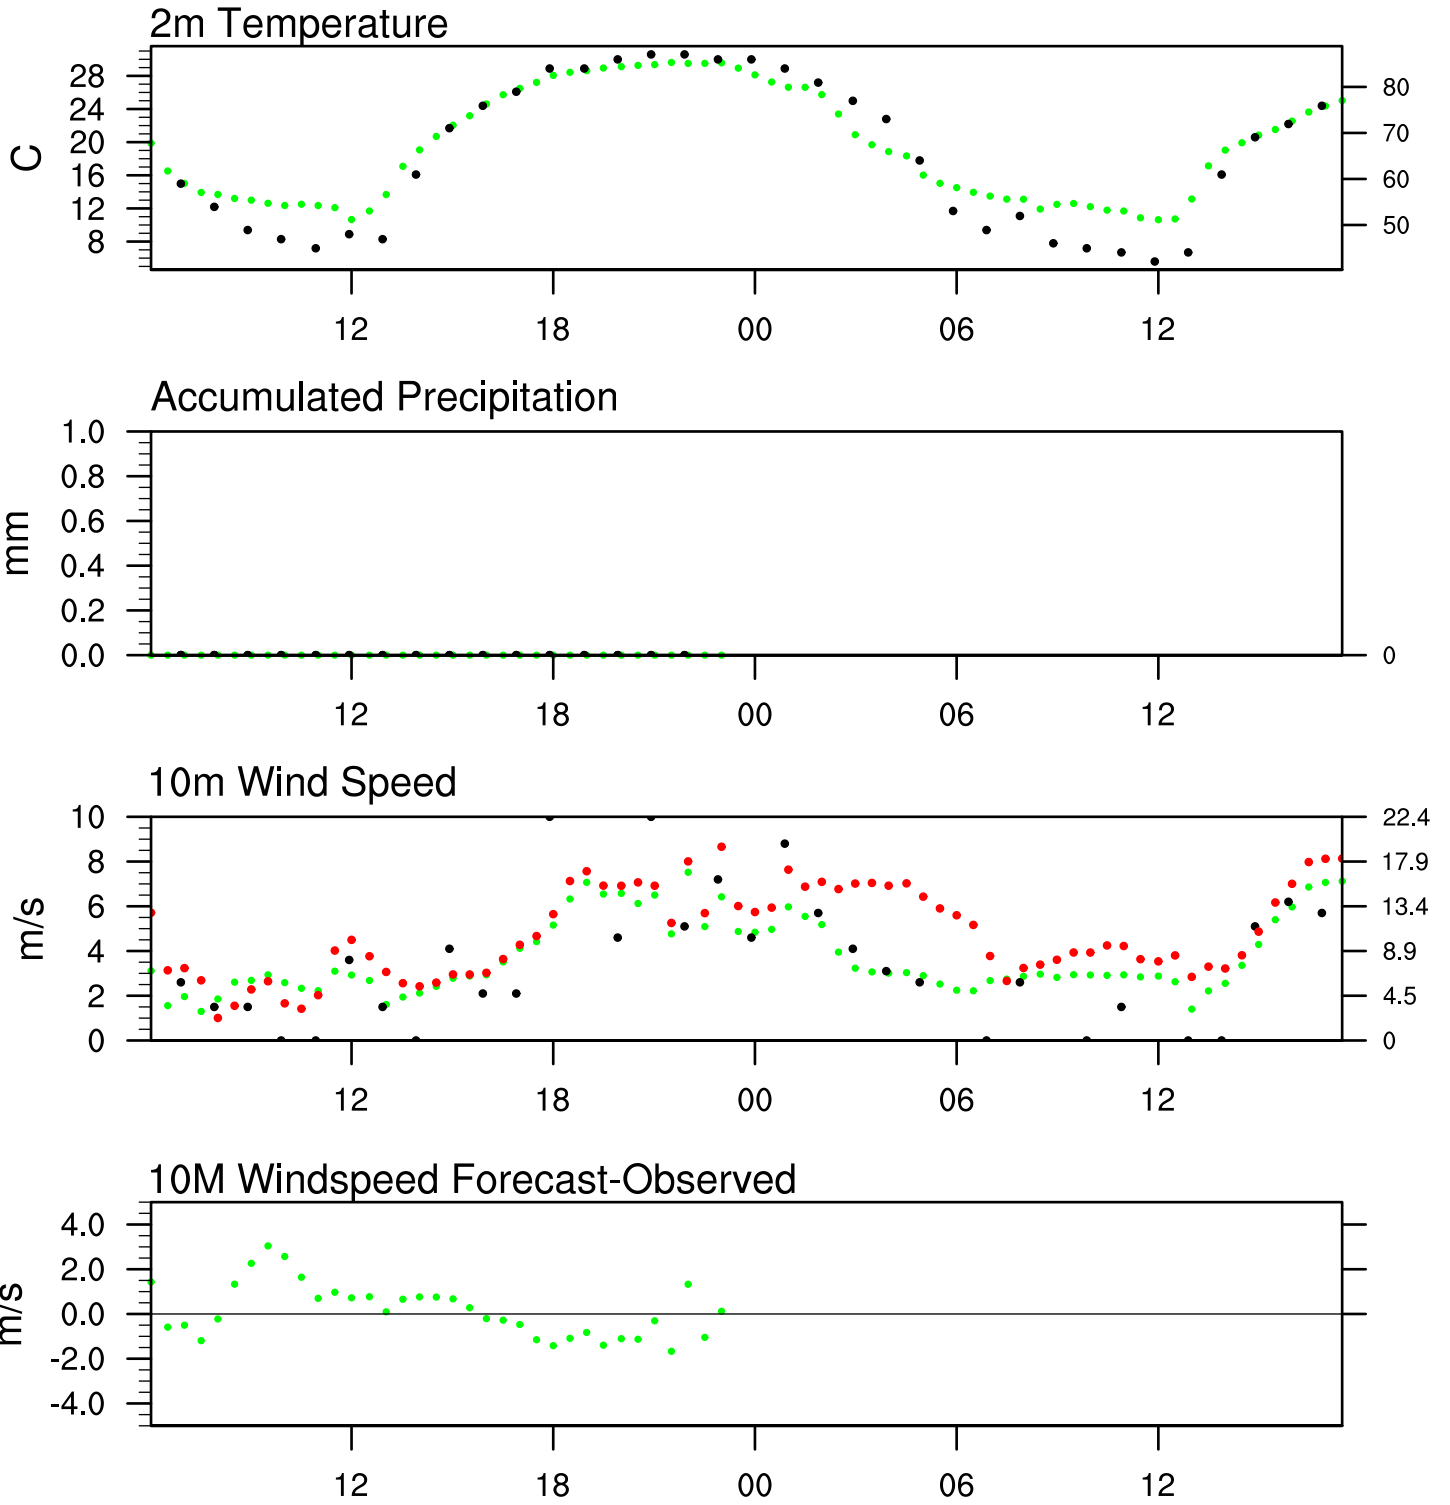 2m Temperature
28
24
20
16
12
8
C
80
70
60
50
12 18 00 06 12
Accumulated Precipitation
1.0
0.8
0.6
0.4
0.2
0.0
mm
0
12 18 00 06 12
10m Wind Speed
10
8
6
4
2
0
m/s
22.4
17.9
13.4
8.9
4.5
0
12 18 00 06 12
10M Windspeed Forecast-Observed
4.0
2.0
0.0
-2.0
-4.0
m/s
12 18 00 06 12